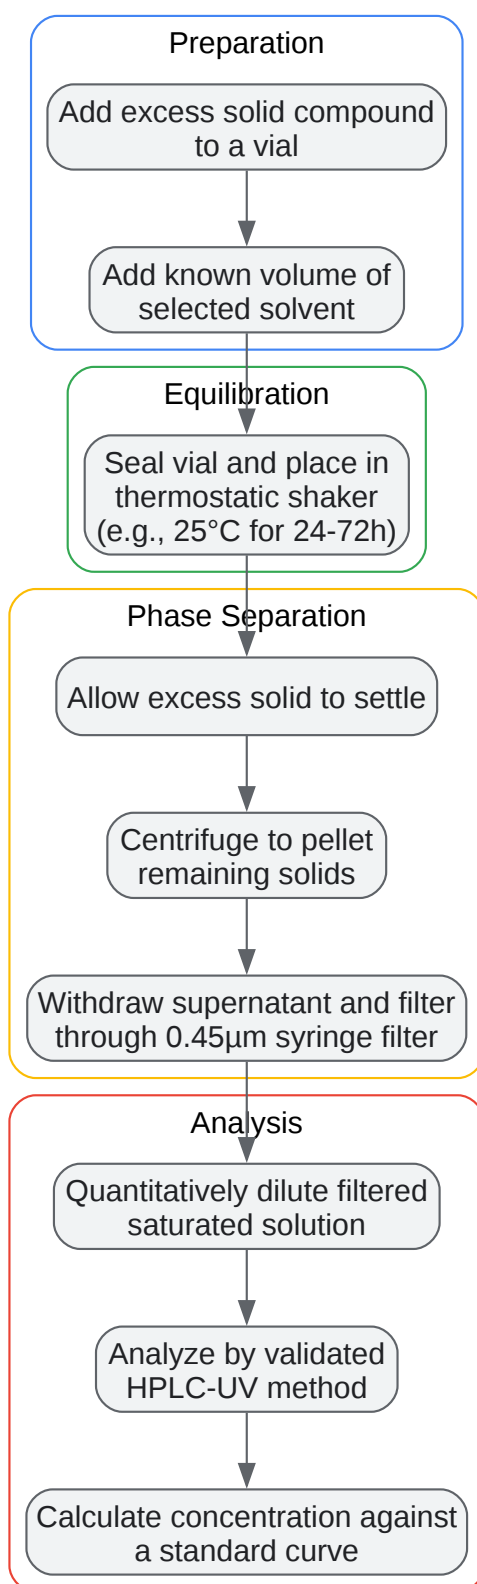 Preparation
Add excess solid compound
to a vial
Add known volume of
selected solvent
Equilibration
Seal vial and place in
thermostatic shaker
(e.g., 25°C for 24-72h)
Phase Separation
Allow excess solid to settle
Centrifuge to pellet
remaining solids
Withdraw supernatant and filter
through 0.45µm syringe filter
Analysis
Quantitatively dilute filtered
saturated solution
Analyze by validated
HPLC-UV method
Calculate concentration against
a standard curve